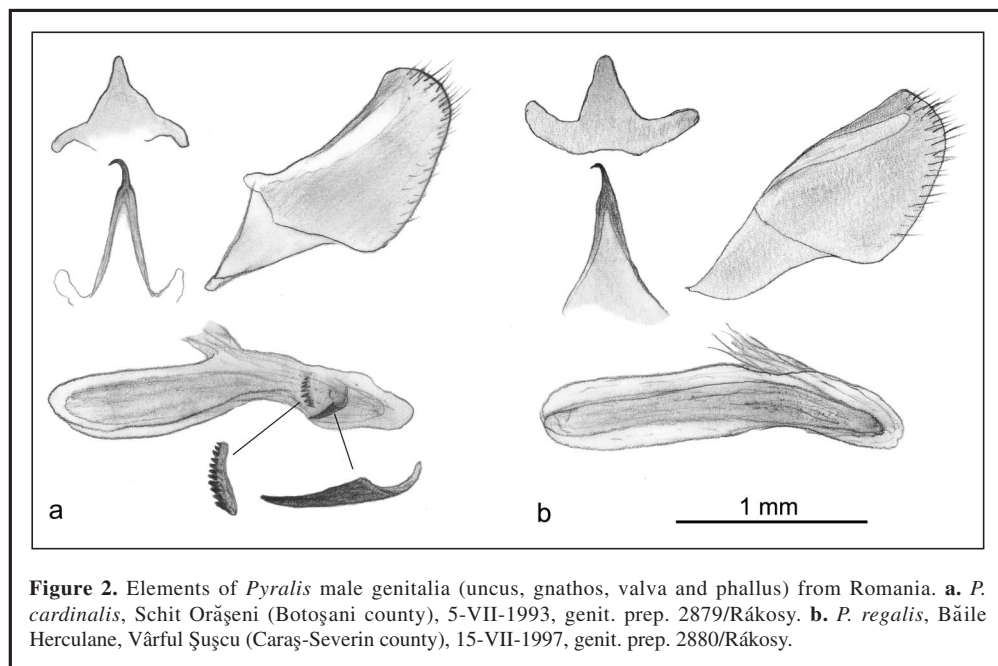 a
b
1 mm
Figure 2. Elements of Pyralis male genitalia (uncus, gnathos, valva and phallus) from Romania. a. P.
cardinalis, Schit Orăşeni (Botoşani county), 5-VII-1993, genit. prep. 2879/Rákosy. b. P. regalis, Băile
Herculane, Vârful Şuşcu (Caraş-Severin county), 15-VII-1997, genit. prep. 2880/Rákosy.